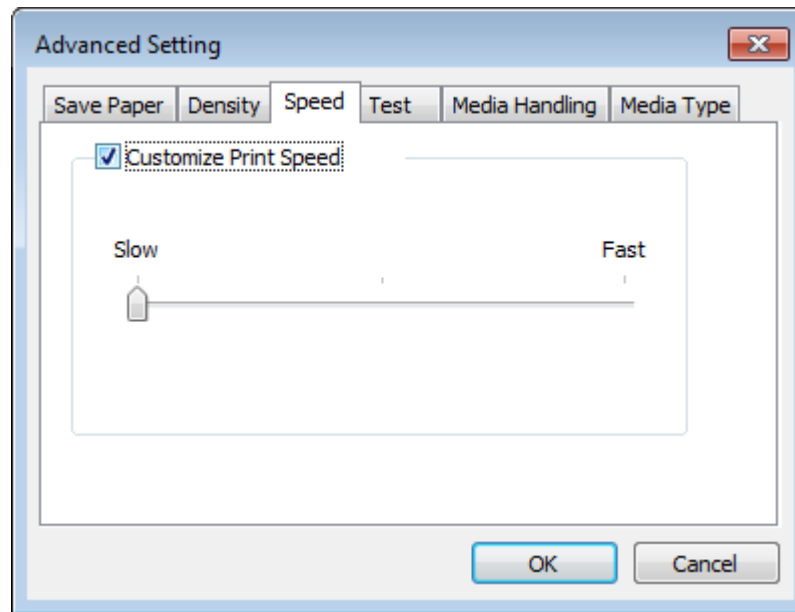 Advanced Setting
Save Paper Density Speed Test Media Handling Media Type
Customize Print Speed
Slow Fast
OK Cancel